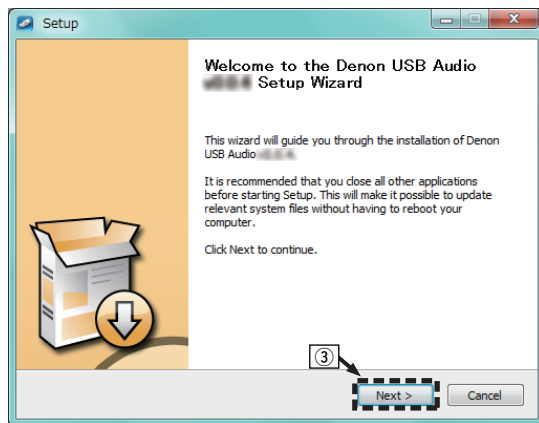 Setup
Welcome to the Denon USB Audio
Setup Wizard
This wizard will guide you through the installation of Denon
USB Audio
It is recommended that you close all other applications
before starting Setup. This will make it possible to update
relevant system files without having to reboot your
computer.
Click Next to continue.
③
Next >
Cancel